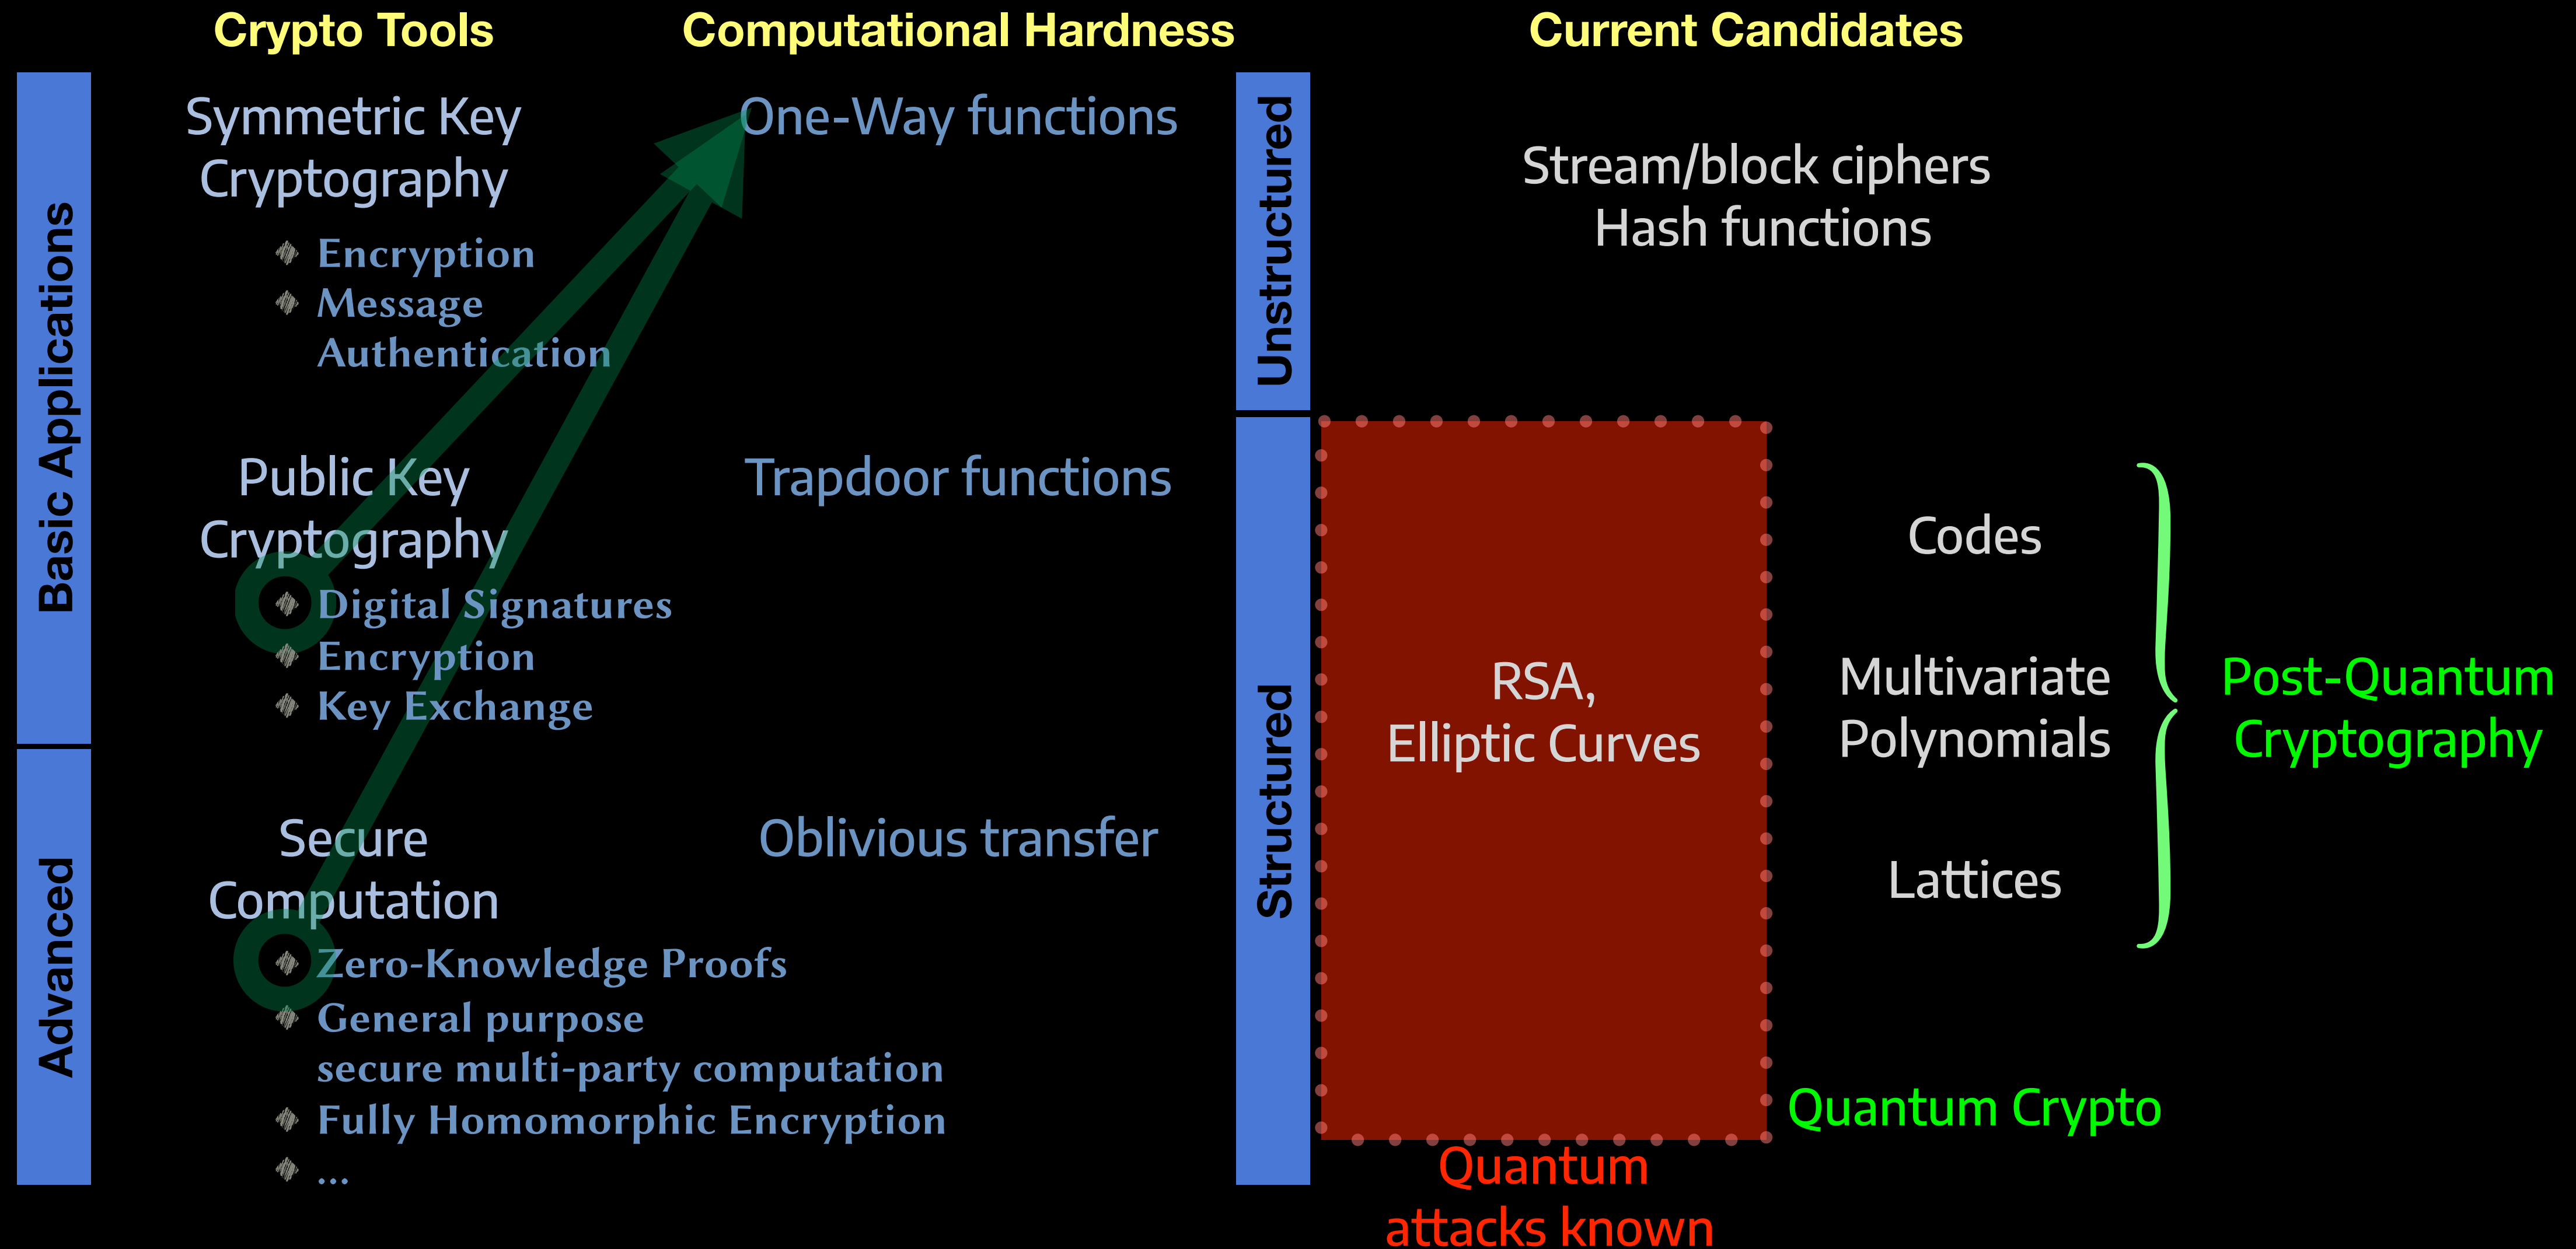 Crypto Tools
Computational Hardness
Current Candidates
Basic Applications
Symmetric Key
Cryptography
Encryption
Message
Authentication
One-Way functions
Unstructured
Stream/block ciphers
Hash functions
Public Key
Cryptography
Digital Signatures
Encryption
Key Exchange
Trapdoor functions
Advanced
Secure
Computation
Zero-Knowledge Proofs
General purpose
secure multi-party computation
Fully Homomorphic Encryption
...
Oblivious transfer
Structured
RSA,
Elliptic Curves
Quantum
attacks known
Codes
Multivariate
Polynomials
Lattices
Post-Quantum
Cryptography
Quantum Crypto